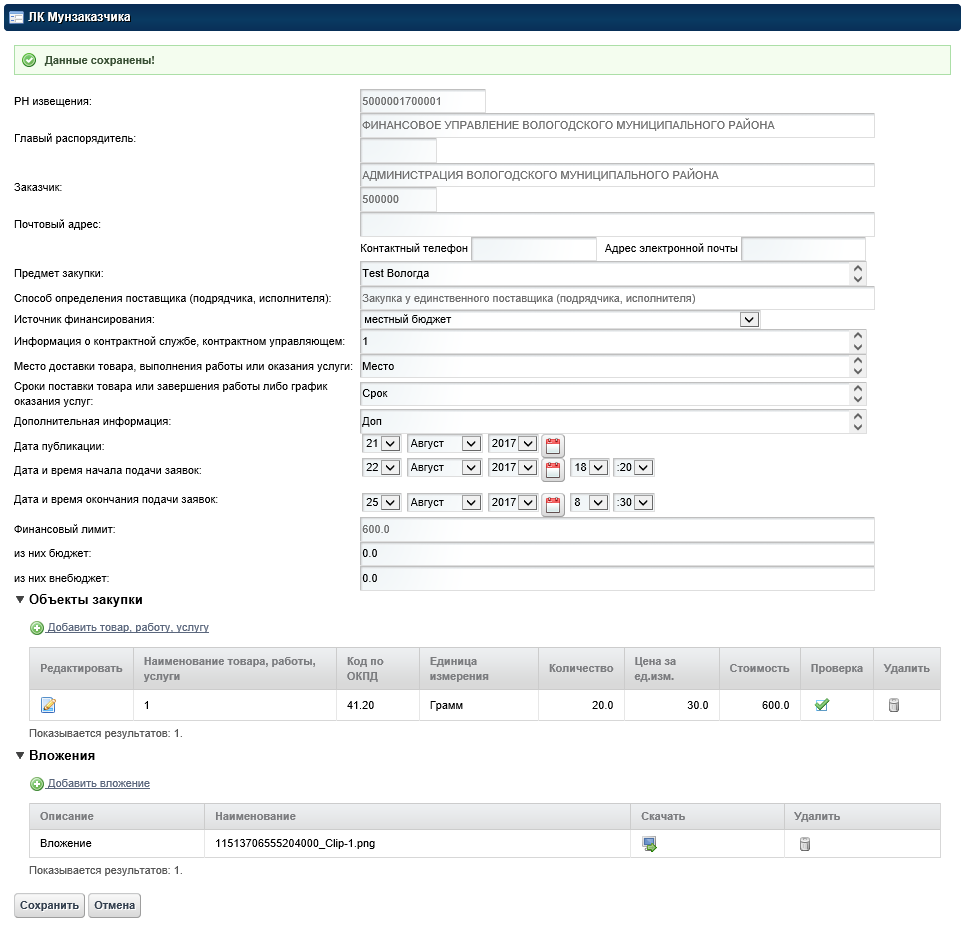 ЛК Мунзаказчика
Данные сохранены!
РН извещения: 5000001700001
Главый распорядитель: ФИНАНСОВОЕ УПРАВЛЕНИЕ ВОЛОГОДСКОГО МУНИЦИПАЛЬНОГО РАЙОНА
Заказчик: АДМИНИСТРАЦИЯ ВОЛОГОДСКОГО МУНИЦИПАЛЬНОГО РАЙОНА
500000
Почтовый адрес:
Контактный телефон Адрес электронной почты
Предмет закупки: Test Вологда
Способ определения поставщика (подрядчика, исполнителя): Закупка у единственного поставщика (подрядчика, исполнителя)
Источник финансирования: местный бюджет
Информация о контрактной службе, контрактном управляющем: 1
Место доставки товара, выполнения работы или оказания услуги: Место
Сроки поставки товара или завершения работы либо график
оказания услуг: Срок
Дополнительная информация: Доп
Дата публикации: 21 Август 2017
Дата и время начала подачи заявок: 22 Август 2017 18 :20
Дата и время окончания подачи заявок: 25 Август 2017 8 :30
Финансовый лимит: 600.0
из них бюджет: 0.0
из них внебюджет: 0.0
Объекты закупки
Добавить товар, работу, услугу
Редактировать Наименование товара, работы, услуги Код по ОКПД Единица измерения Количество Цена за ед.изм. Стоимость Проверка Удалить
1 41.20 Грамм 20.0 30.0 600.0
Показывается результатов: 1.
Вложения
Добавить вложение
Описание Наименование Скачать Удалить
Вложение 11513706555204000_Clip-1.png
Показывается результатов: 1.
Сохранить Отмена